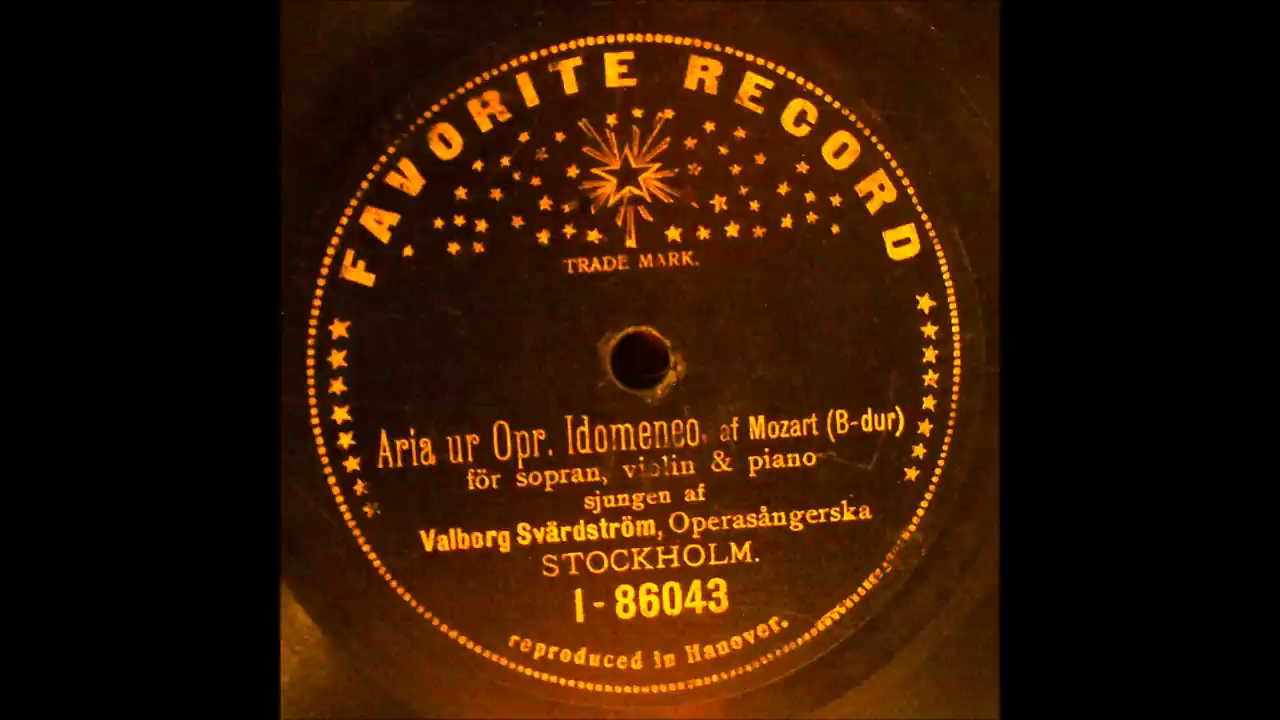 FAVORITE RECORD
TRADE MARK.
Aria ur Opr. Idomeneo, af Mozart (B-dur)
för sopran, violin & piano
sjungen af
Valborg Svärdström, Operasångerska
STOCKHOLM.
1-86043
reproduced in Hanover.